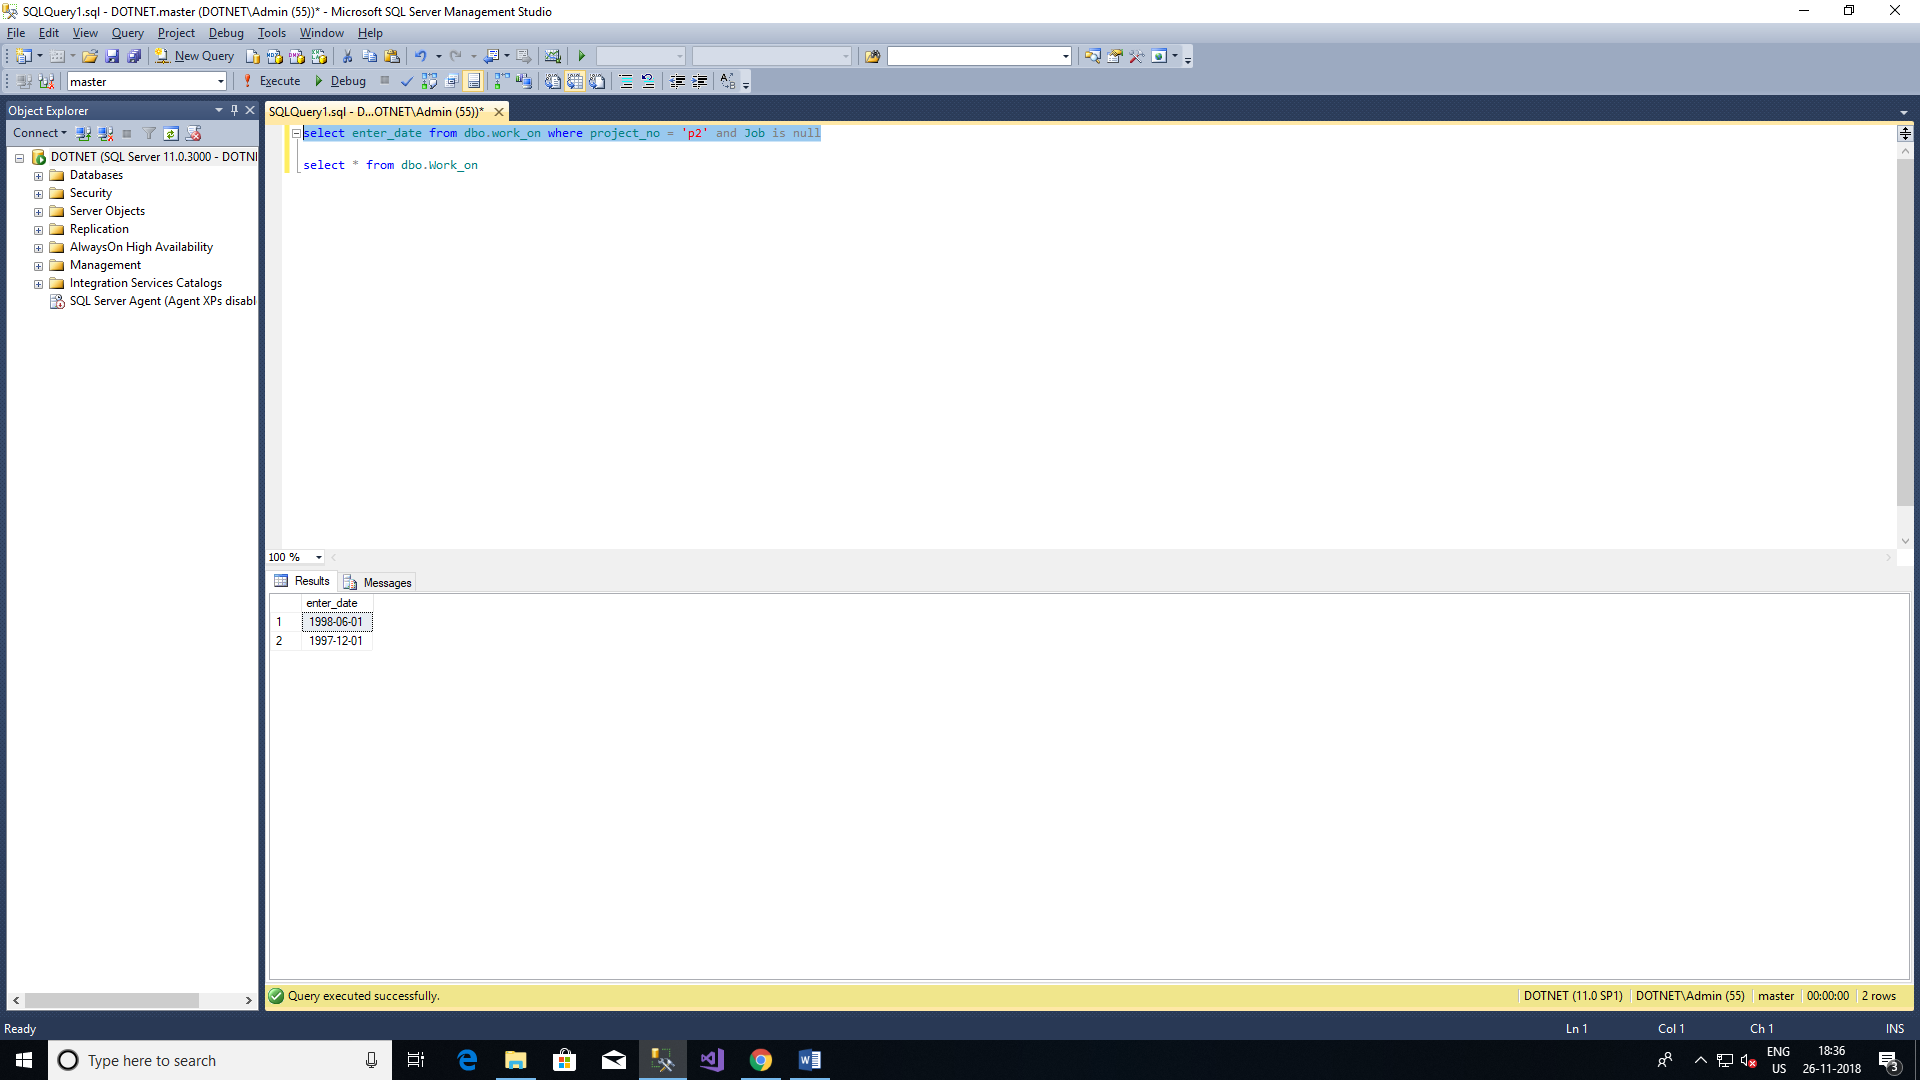 SQLQuery1.sql - DOTNET.master (DOTNET\Admin (55))* - Microsoft SQL Server Management Studio
File Edit View Query Project Debug Tools Window Help
New Query
master Execute Debug
Object Explorer
SQLQuery1.sql - D...OTNET\Admin (55))*
Connect
select enter_date from dbo.work_on where project_no = 'p2' and Job is null
select * from dbo.Work_on
DOTNET (SQL Server 11.0.3000 - DOTNI
Databases
Security
Server Objects
Replication
AlwaysOn High Availability
Management
Integration Services Catalogs
SQL Server Agent (Agent XPs disabl
100 %
Results Messages
enter_date
1 1998-06-01
2 1997-12-01
Query executed successfully.
DOTNET (11.0 SP1) DOTNET\Admin (55) master 00:00:00 2 rows
Ready Ln 1 Col 1 Ch 1 INS
Type here to search
ENG
US
18:36
26-11-2018
3